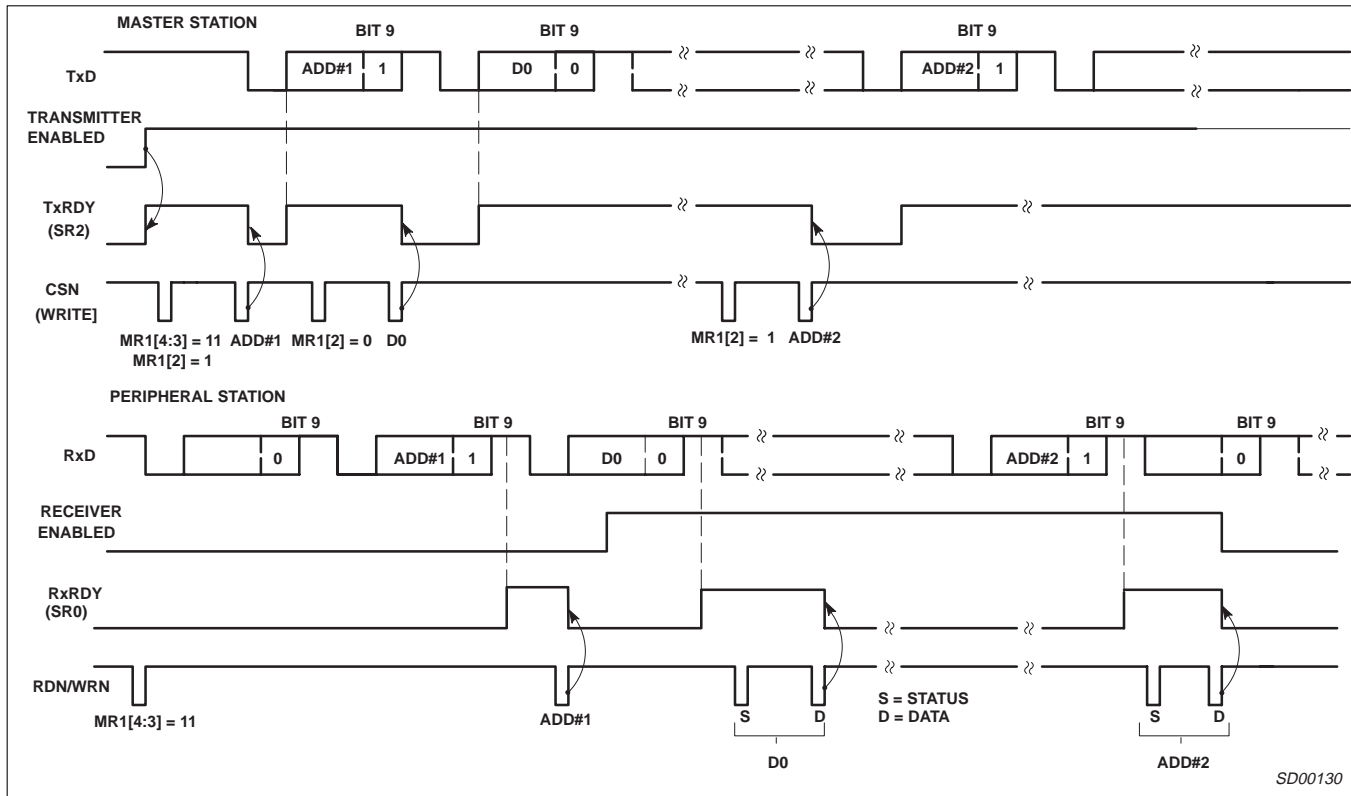 MASTER STATION
BIT 9 BIT 9 BIT 9
TxD
ADD#1 1 D0 0 ADD#2 1
TRANSMITTER
ENABLED
TxRDY
(SR2)
CSN
(WRITE]
MR1[4:3] = 11 ADD#1 MR1[2] = 0 D0 MR1[2] = 1 ADD#2
MR1[2] = 1
PERIPHERAL STATION
BIT 9 BIT 9 BIT 9 BIT 9 BIT 9
RxD
0 ADD#1 1 D0 0 ADD#2 1 0
RECEIVER
ENABLED
RxRDY
(SR0)
RDN/WRN
MR1[4:3] = 11 ADD#1 S D S = STATUS S D
D = DATA
D0 ADD#2
SD00130